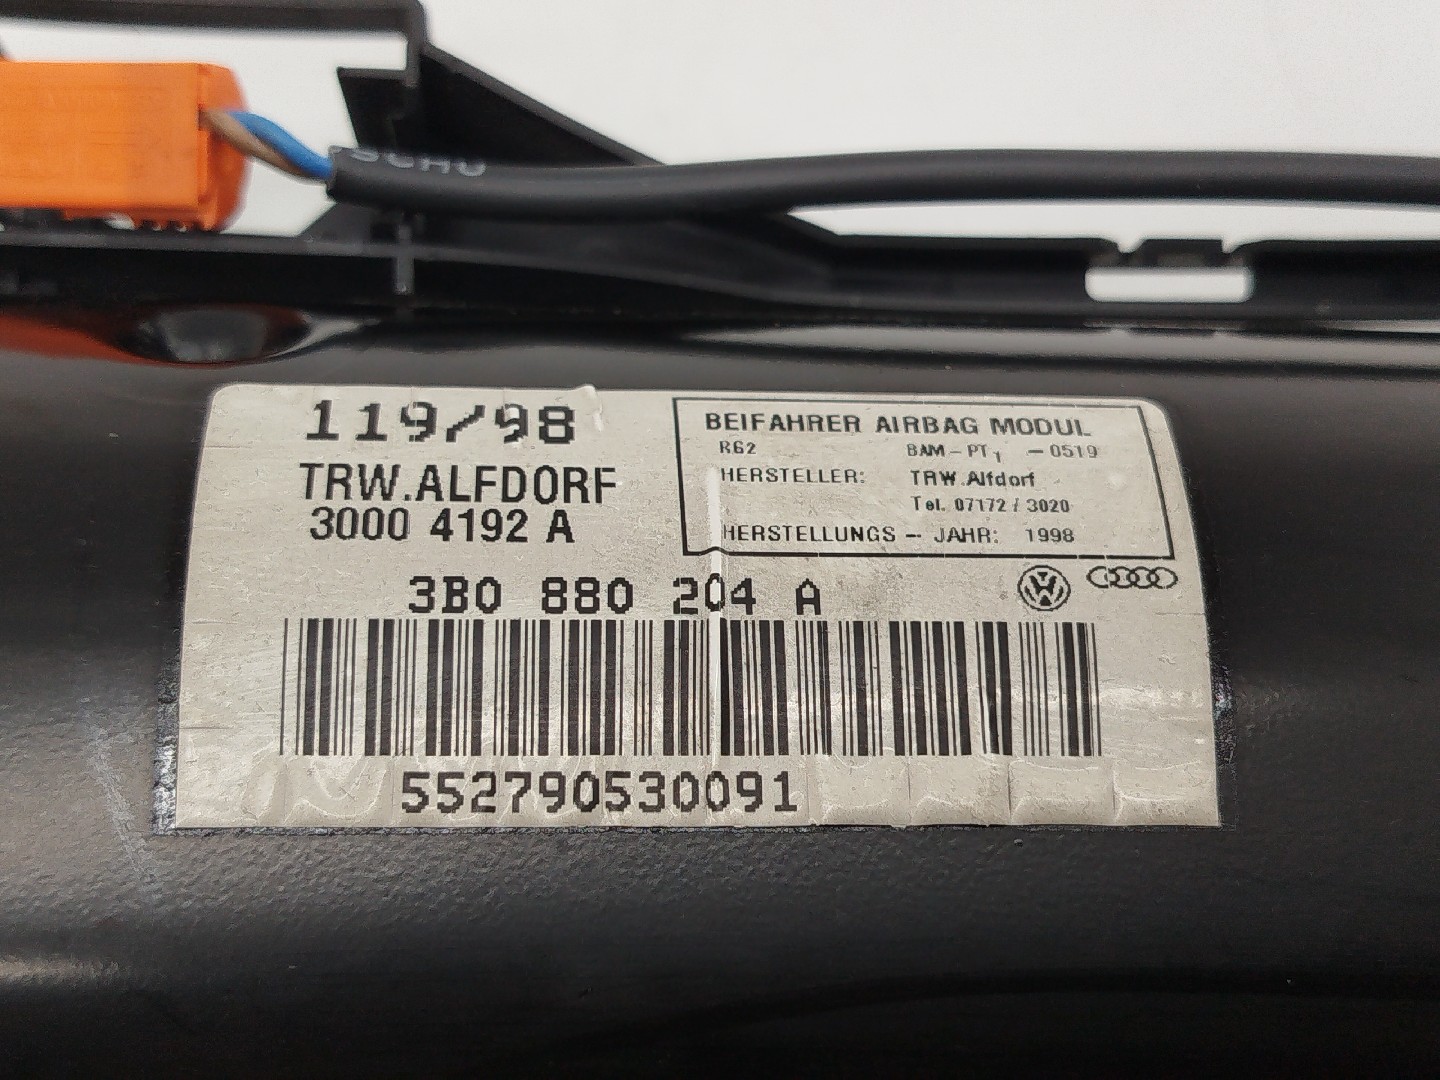 SCHU
119/98
TRW.ALFDORF
3000 4192 A
BEIFAHRER AIRBAG MODUL
R62 BAM-PT1 -0519
HERSTELLER: TRW.Alfdorf
Tel. 07172/3020
HERSTELLUNGS - JAHR: 1998
3B0 880 204 A
552790530091